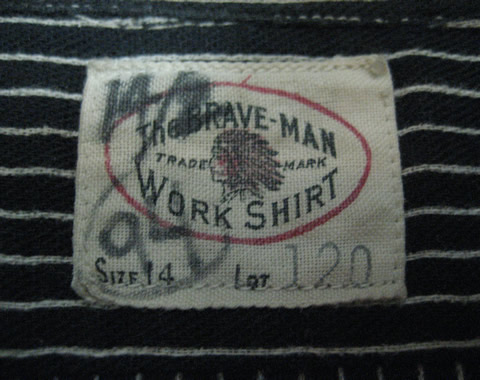 The BRAVE-MAN
TRADE MARK
WORK SHIRT
SIZE 14 LOT 120